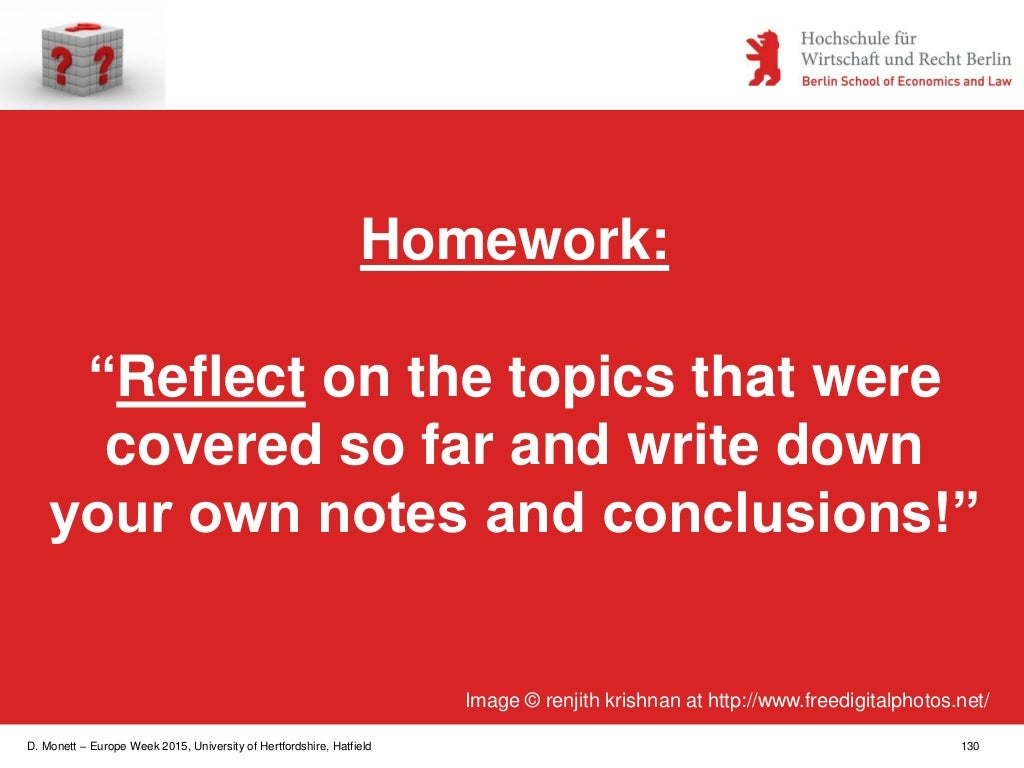 ? ? ?
Hochschule für
Wirtschaft und Recht Berlin
Berlin School of Economics and Law
Homework:
“Reflect on the topics that were
covered so far and write down
your own notes and conclusions!”
Image © renjith krishnan at http://www.freedigitalphotos.net/
D. Monett – Europe Week 2015, University of Hertfordshire, Hatfield
130